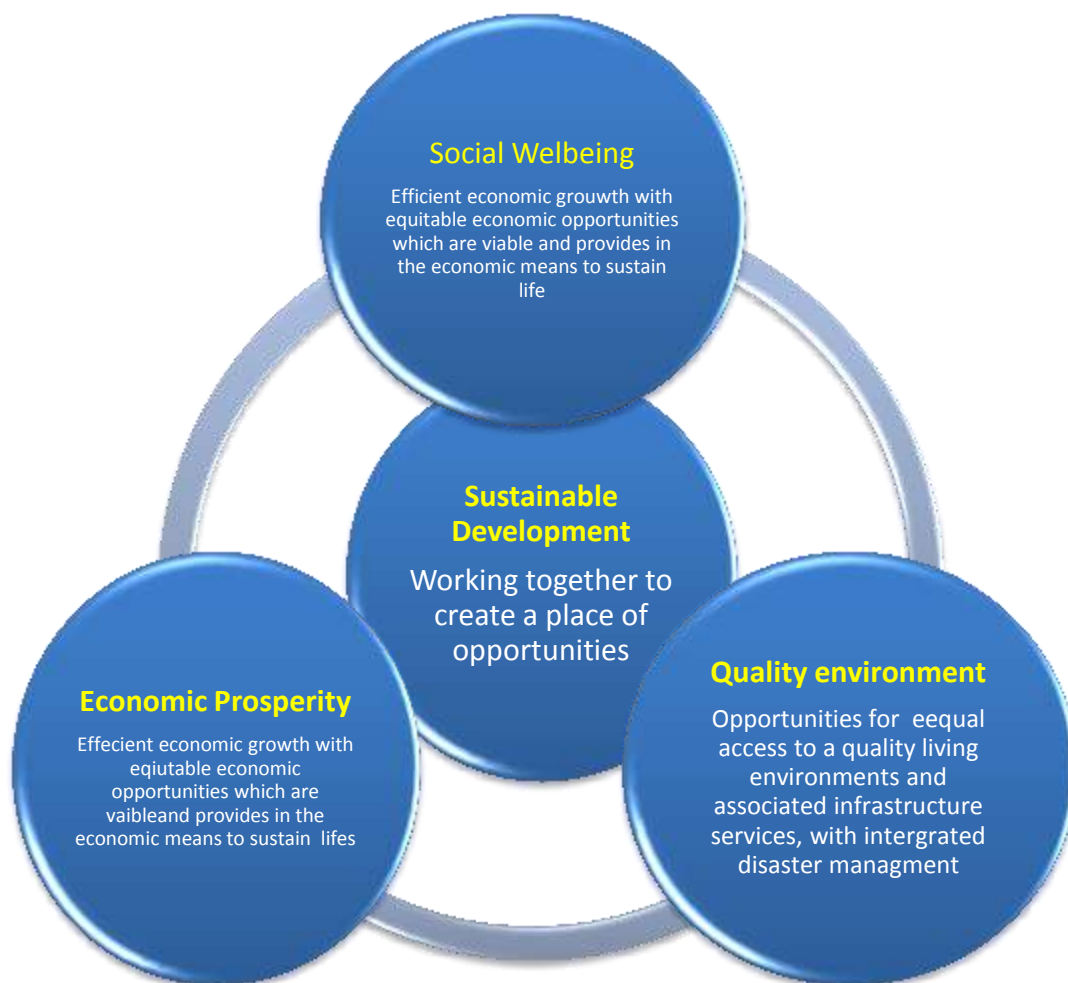 Social Welbeing
Efficient economic grouwth with
equitable economic opportunities
which are viable and provides in
the economic means to sustain
life
Sustainable
Development
Working together to
create a place of
opportunities
Economic Prosperity
Effecient economic growth with
eqiutable economic
opportunities which are
vaibleand provides in the
economic means to sustain lifes
Quality environment
Opportunities for eequal
access to a quality living
environments and
associated infrastructure
services, with intergrated
disaster managment